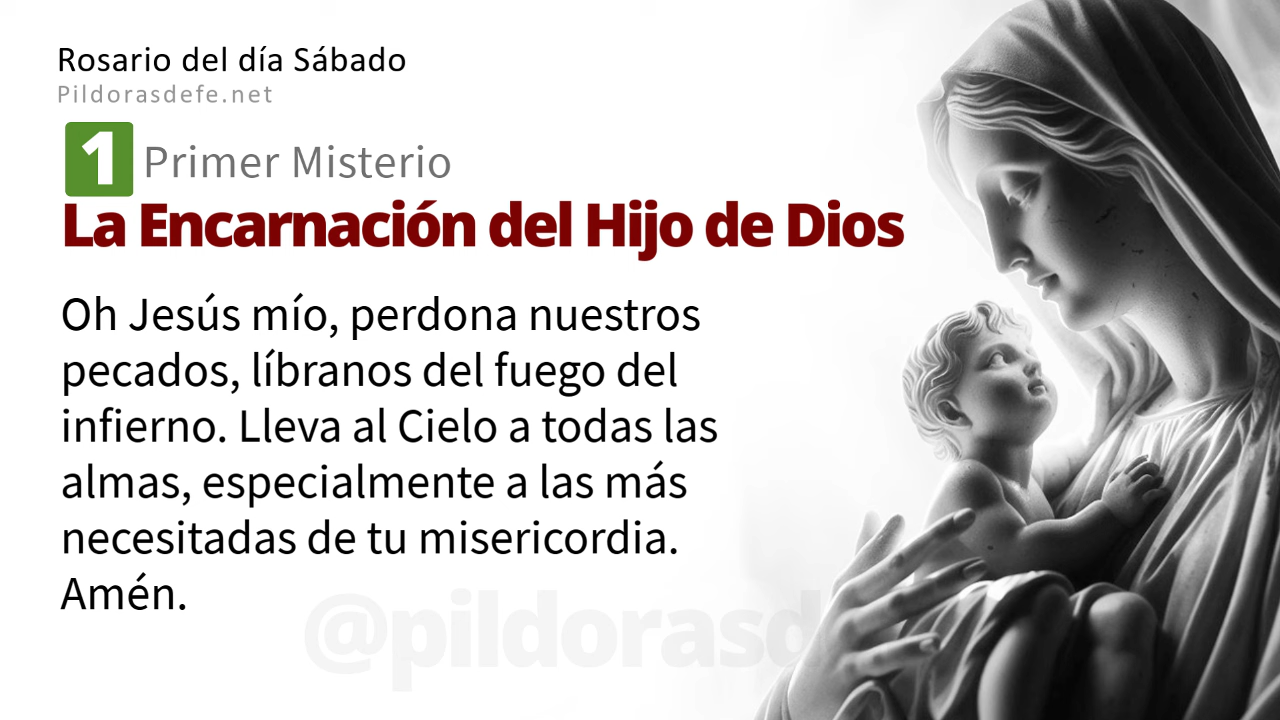 Rosario del día Sábado
Pildorasdefe.net
1 Primer Misterio
La Encarnación del Hijo de Dios
Oh Jesús mío, perdona nuestros
pecados, líbranos del fuego del
infierno. Lleva al Cielo a todas las
almas, especialmente a las más
necesitadas de tu misericordia.
Amén.
@pildorasd